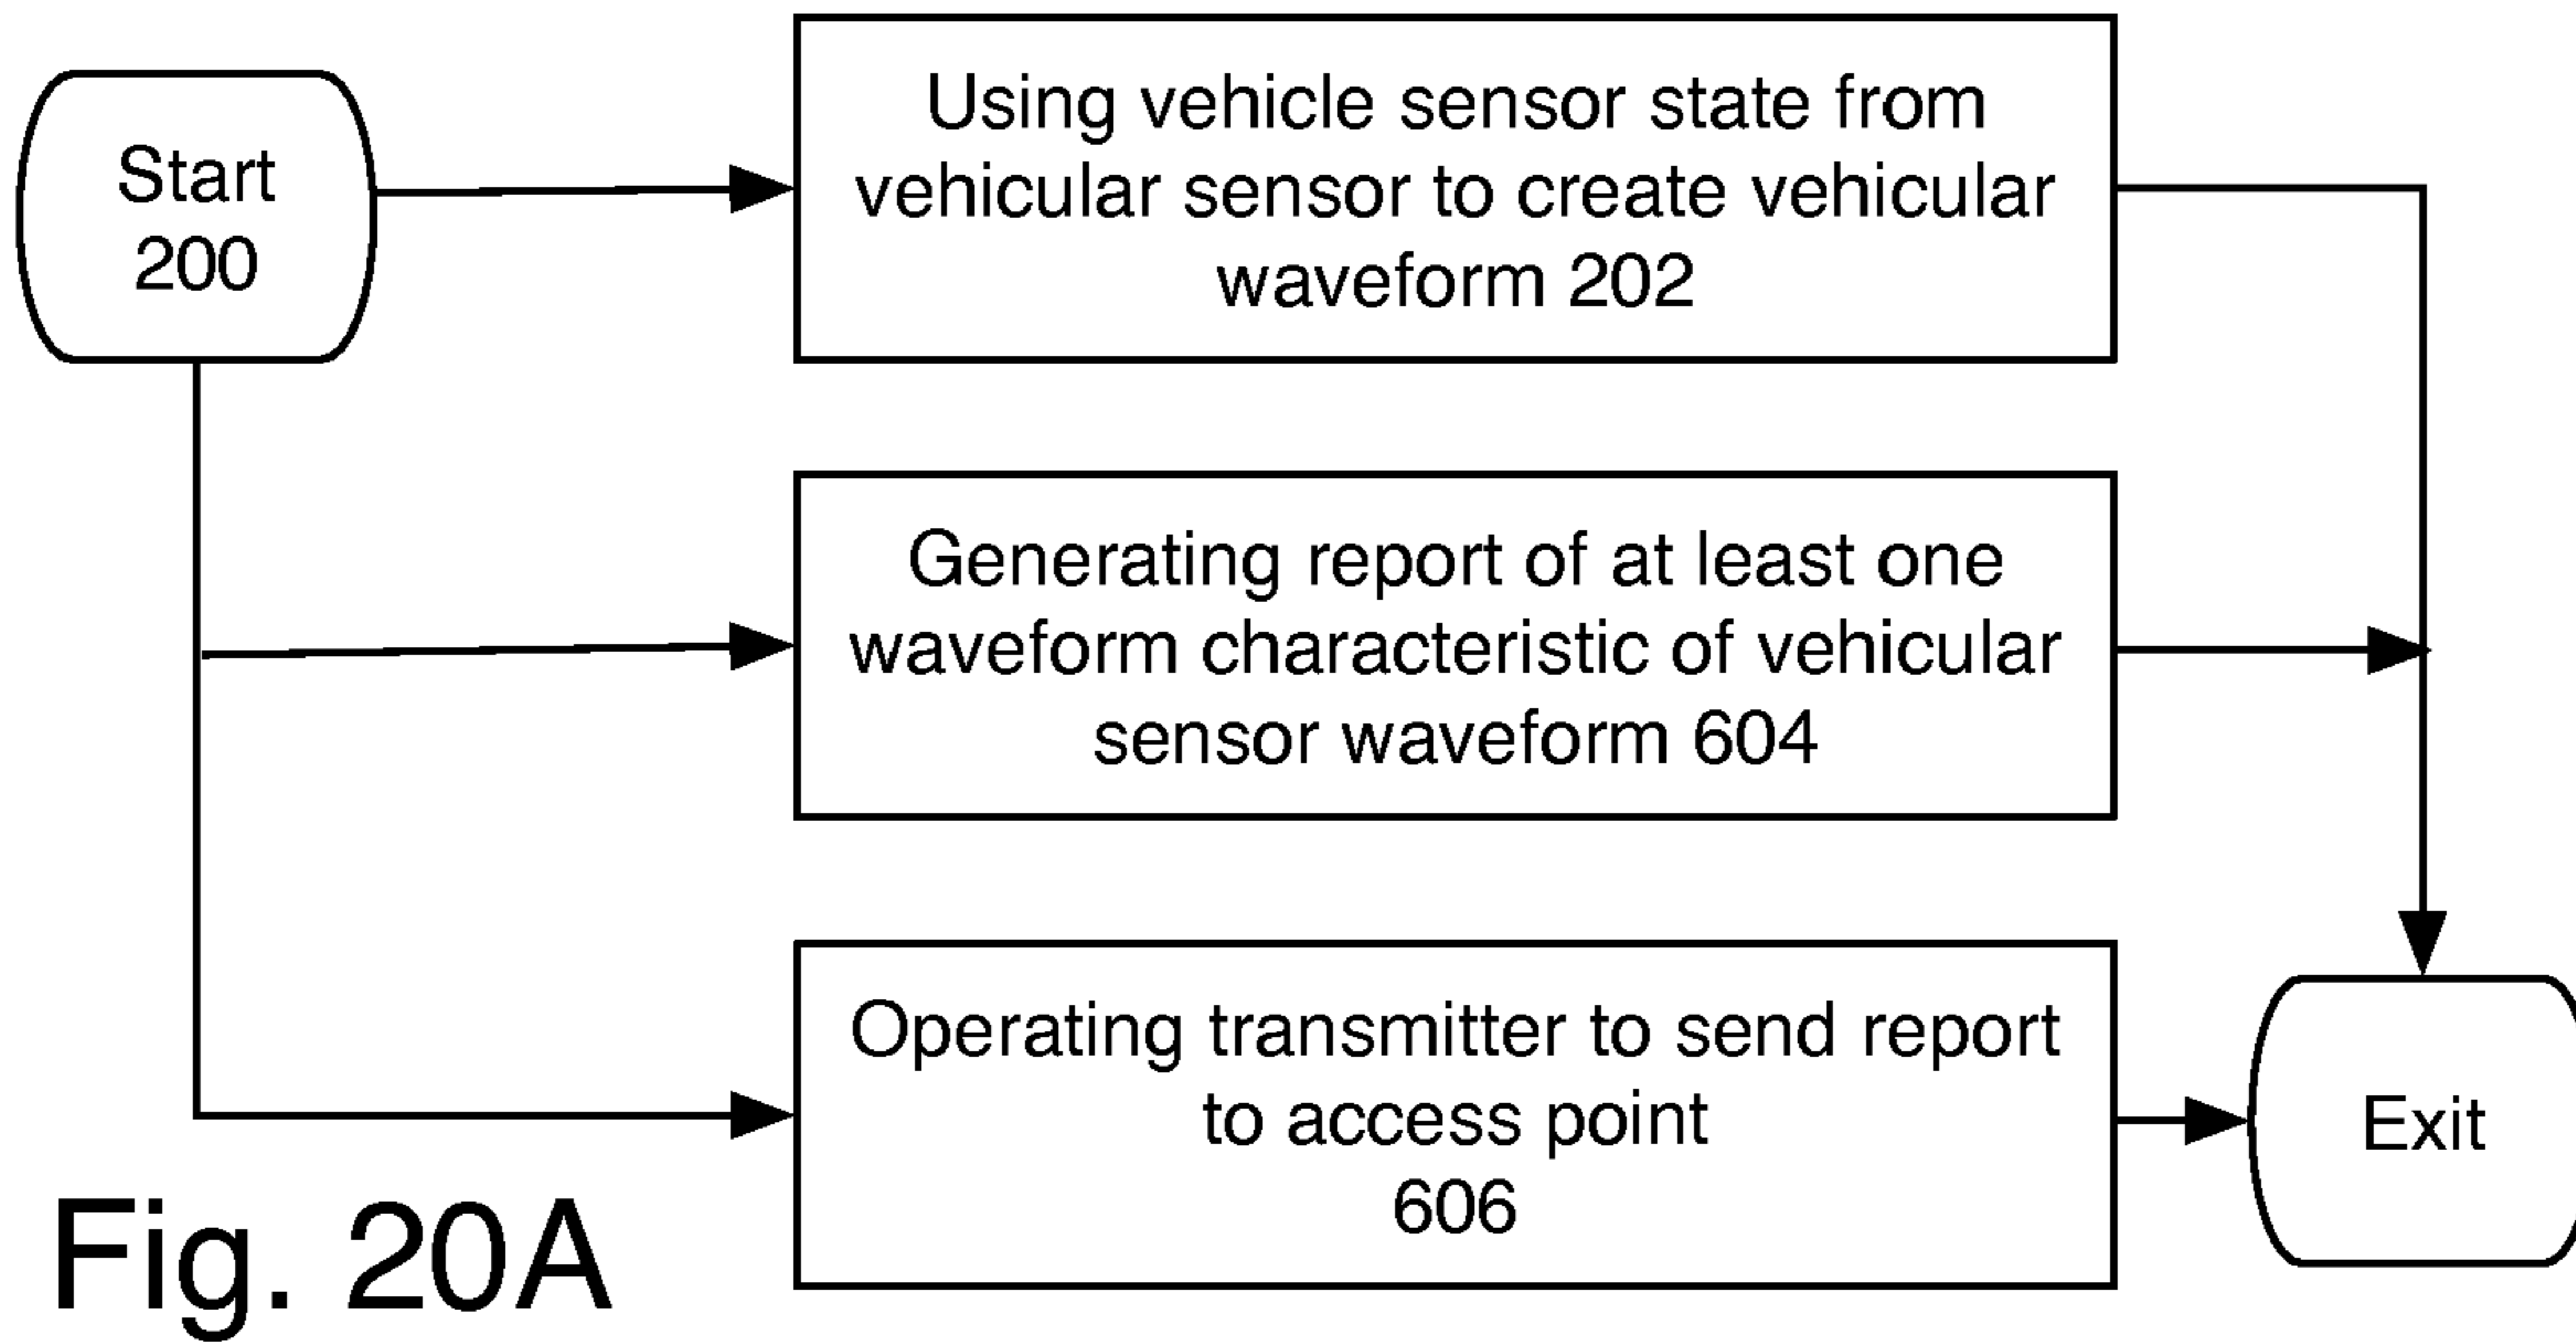 Start
200
Using vehicle sensor state from
vehicular sensor to create vehicular
waveform 202
Generating report of at least one
waveform characteristic of vehicular
sensor waveform 604
Operating transmitter to send report
to access point
606
Exit
Fig. 20A